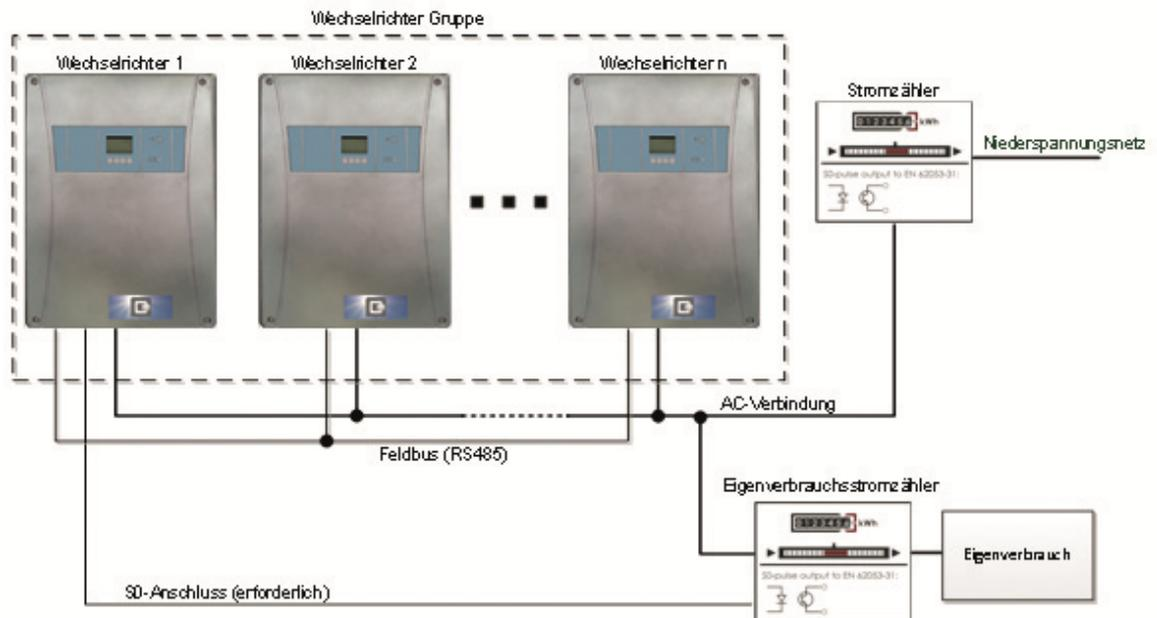 Wechselrichter Gruppe
Wechselrichter 1
Wechselrichter 2
Wechselrichter n
Stromzähler
kWh
Niederspannungsnetz
S0-pulse output to EN 62053-31:
AC-Verbindung
Feldbus (RS485)
Eigenverbrauchsstromzähler
kWh
Eigenverbrauch
S0-pulse output to EN 62053-31:
S0-Anschluss (erforderlich)